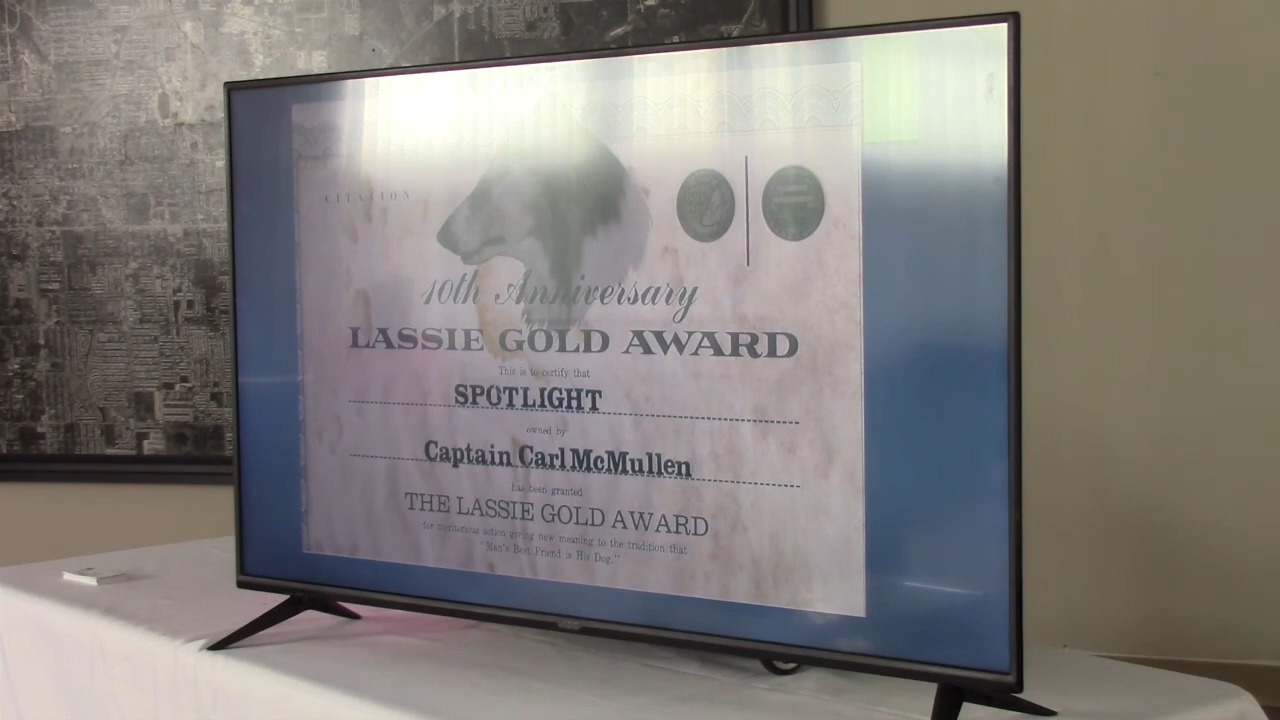 CITATION
10th Anniversary
LASSIE GOLD AWARD
This is to certify that
SPOTLIGHT
owned by
Captain Carl McMullen
has been granted
THE LASSIE GOLD AWARD
for meritorious action giving new meaning to the tradition that
"Man's Best Friend is His Dog."